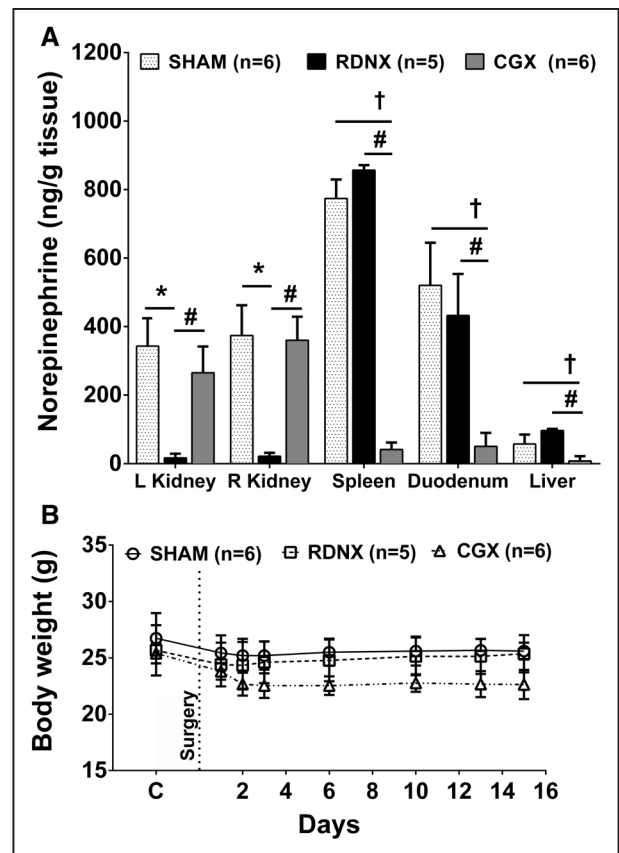 A
1200
SHAM (n=6) RDNX (n=5) CGX (n=6)
1000
800
600
400
200
0
Norepinephrine (ng/g tissue)
† #
† #
* #
* #
† #
L Kidney R Kidney Spleen Duodenum Liver
B
35
SHAM (n=6) RDNX (n=5) CGX (n=6)
30
25
20
15
Body weight (g)
Surgery
C 2 4 6 8 10 12 14 16
Days